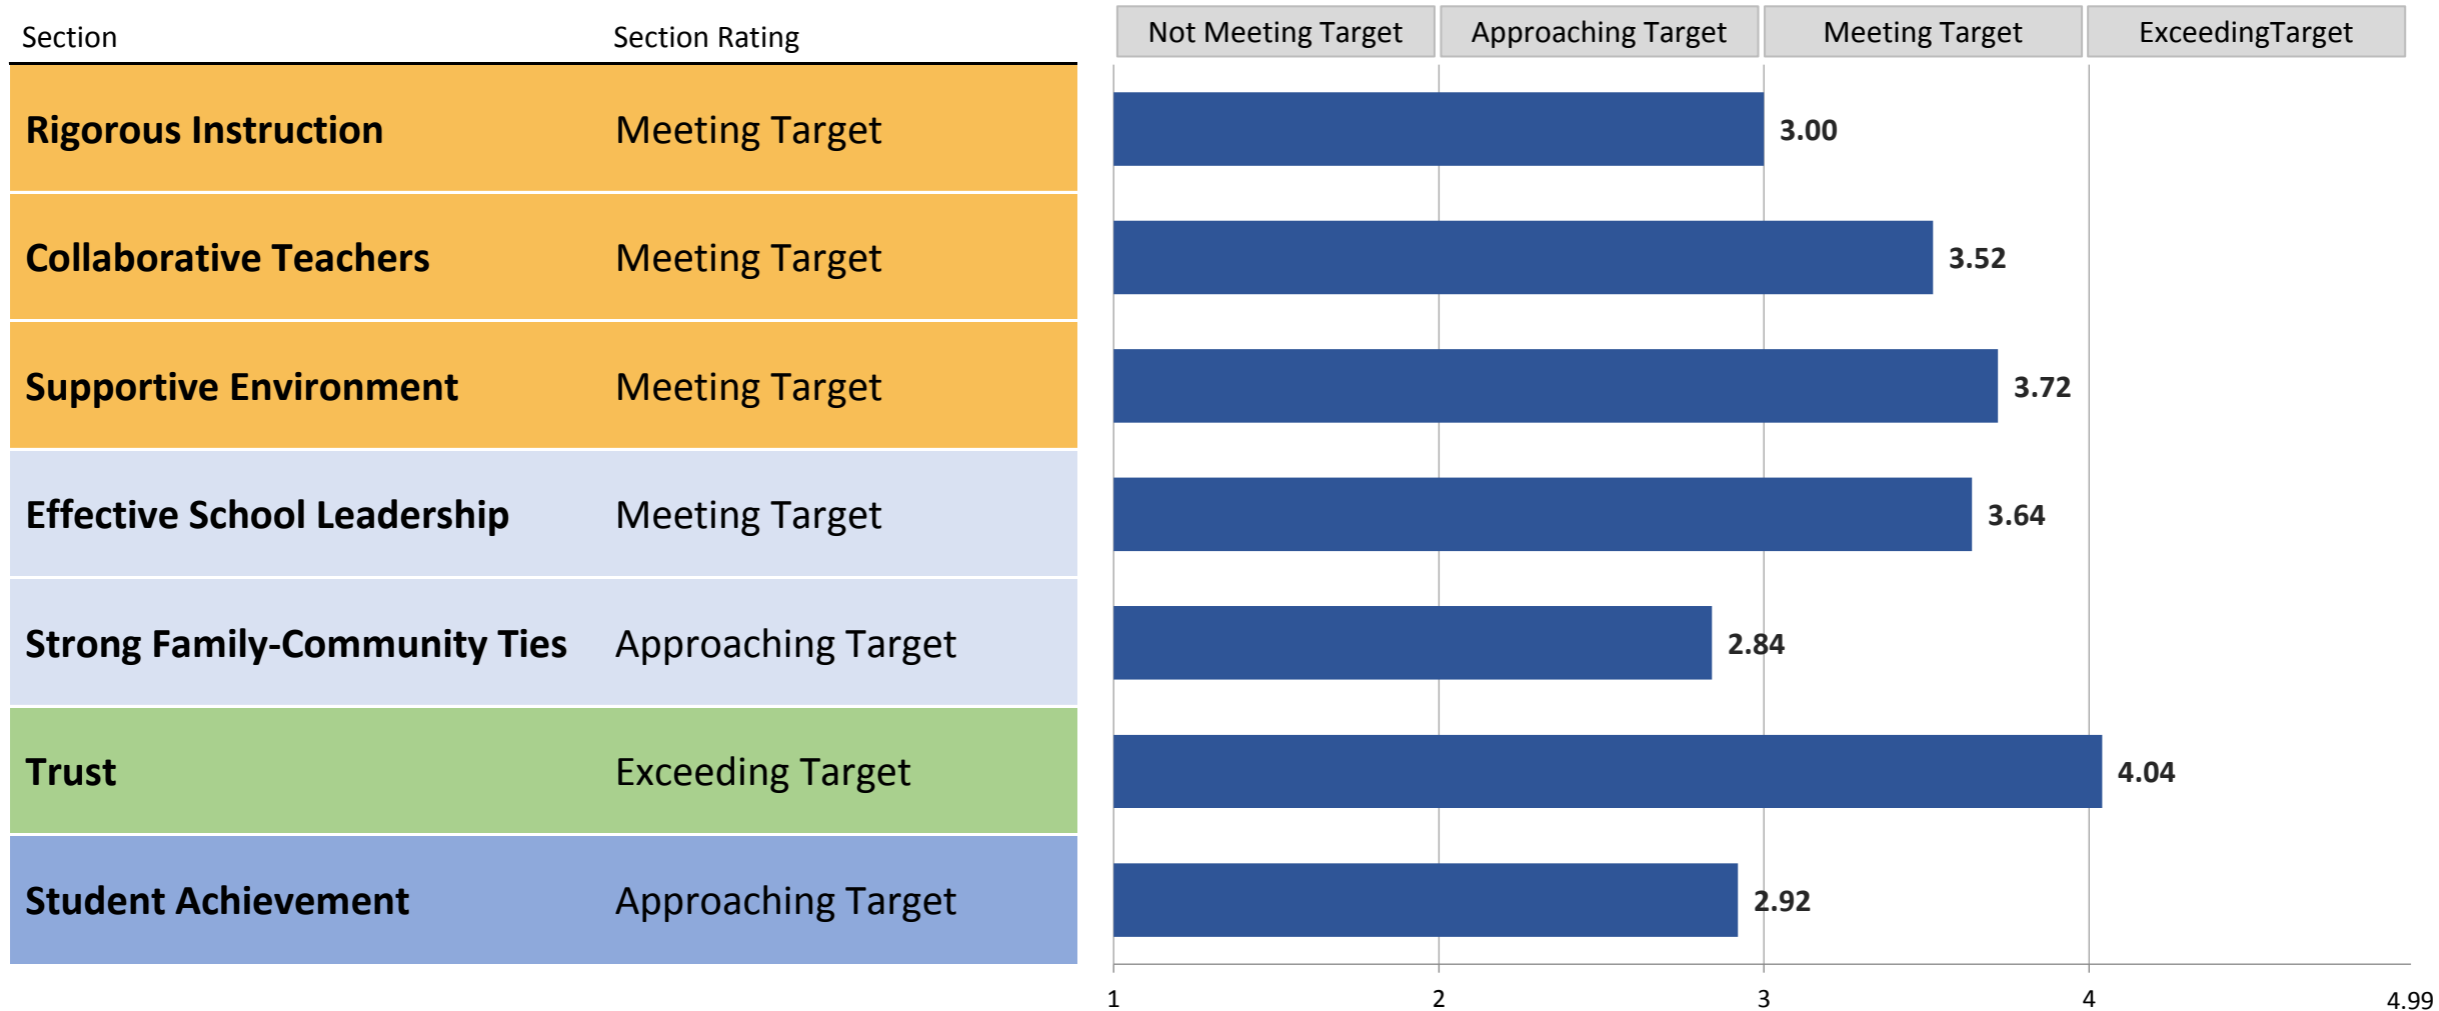 Section Section Rating Not Meeting Target Approaching Target Meeting Target ExceedingTarget
Rigorous Instruction Meeting Target 3.00
Collaborative Teachers Meeting Target 3.52
Supportive Environment Meeting Target 3.72
Effective School Leadership Meeting Target 3.64
Strong Family-Community Ties Approaching Target 2.84
Trust Exceeding Target 4.04
Student Achievement Approaching Target 2.92
1 2 3 4 4.99